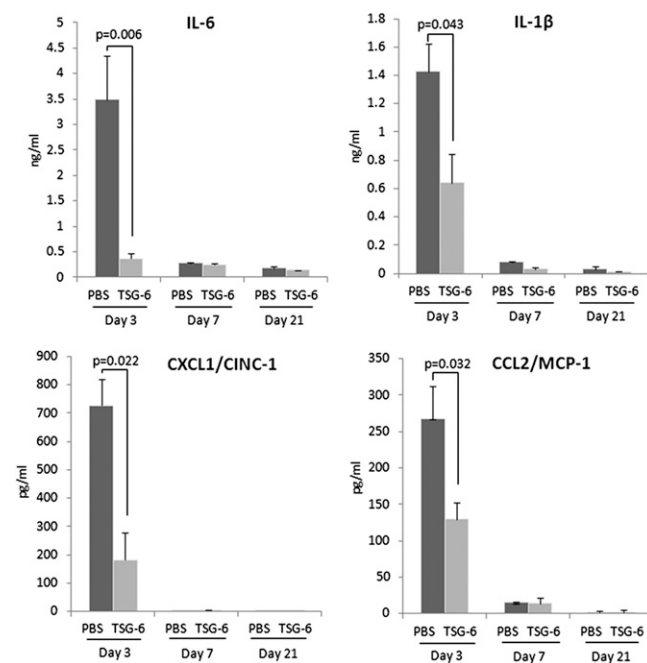 IL-6
p=0.006
5
4.5
4
3.5
3
2.5
2
1.5
1
0.5
0
ng/ml
PBS TSG-6 PBS TSG-6 PBS TSG-6
Day 3 Day 7 Day 21
IL-1β
p=0.043
1.8
1.6
1.4
1.2
1
0.8
0.6
0.4
0.2
0
ng/ml
PBS TSG-6 PBS TSG-6 PBS TSG-6
Day 3 Day 7 Day 21
CXCL1/CINC-1
p=0.022
900
800
700
600
500
400
300
200
100
0
pg/ml
PBS TSG-6 PBS TSG-6 PBS TSG-6
Day 3 Day 7 Day 21
CCL2/MCP-1
p=0.032
350
300
250
200
150
100
50
0
pg/ml
PBS TSG-6 PBS TSG-6 PBS TSG-6
Day 3 Day 7 Day 21